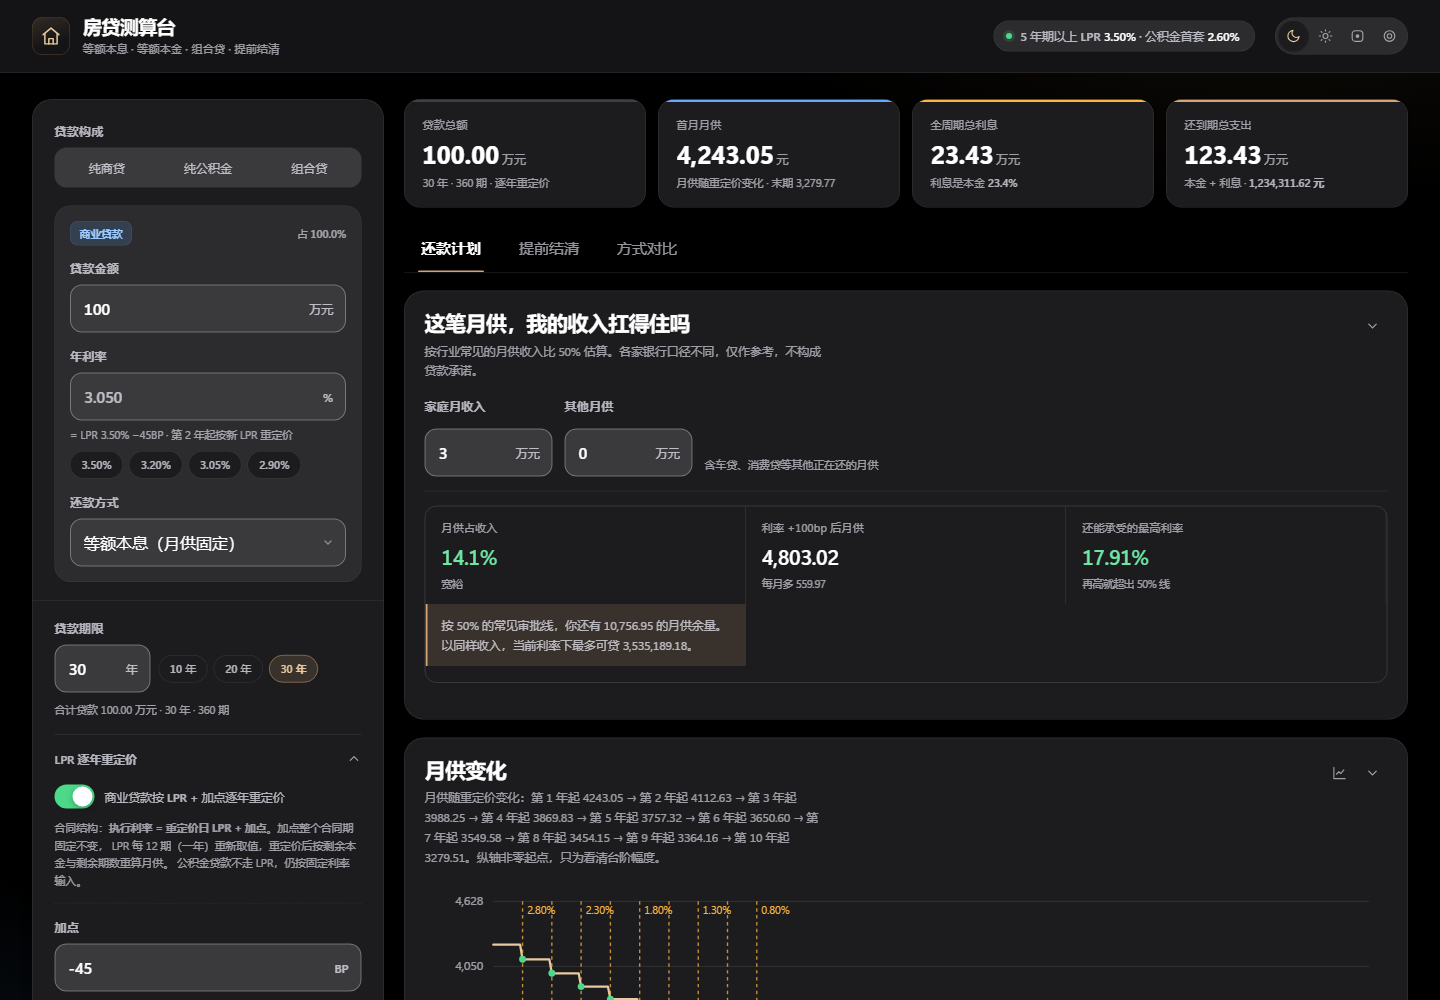 房贷测算台
等额本息 · 等额本金 · 组合贷 · 提前结清
5 年期以上 LPR 3.50% · 公积金首套 2.60%
贷款构成
纯商贷 纯公积金 组合贷
商业贷款 占 100.0%
贷款金额
100 万元
年利率
3.050 %
= LPR 3.50% −45BP · 第 2 年起按新 LPR 重定价
3.50% 3.20% 3.05% 2.90%
还款方式
等额本息（月供固定）
贷款期限
30 年 10 年 20 年 30 年
合计贷款 100.00 万元 · 30 年 · 360 期
LPR 逐年重定价
商业贷款按 LPR + 加点逐年重定价
合同结构：执行利率 = 重定价日 LPR + 加点。加点整个合同期
固定不变， LPR 每 12 期（一年）重新取值，重定价后按剩余本
金与剩余期数重算月供。 公积金贷款不走 LPR，仍按固定利率
输入。
加点
-45 BP
贷款总额
100.00 万元
30 年 · 360 期 · 逐年重定价
首月月供
4,243.05 元
月供随重定价变化 · 末期 3,279.77
全周期总利息
23.43 万元
利息是本金 23.4%
还到期总支出
123.43 万元
本金 + 利息 · 1,234,311.62 元
还款计划 提前结清 方式对比
这笔月供，我的收入扛得住吗
按行业常见的月供收入比 50% 估算。各家银行口径不同，仅作参考，不构成
贷款承诺。
家庭月收入 其他月供
3 万元 0 万元 含车贷、消费贷等其他正在还的月供
月供占收入
14.1%
宽裕
利率 +100bp 后月供
4,803.02
每月多 559.97
还能承受的最高利率
17.91%
再高就超出 50% 线
按 50% 的常见审批线，你还有 10,756.95 的月供余量。
以同样收入，当前利率下最多可贷 3,535,189.18。
月供变化
月供随重定价变化：第 1 年起 4243.05 → 第 2 年起 4112.63 → 第 3 年起
3988.25 → 第 4 年起 3869.83 → 第 5 年起 3757.32 → 第 6 年起 3650.60 → 第
7 年起 3549.58 → 第 8 年起 3454.15 → 第 9 年起 3364.16 → 第 10 年起
3279.51。纵轴非零起点，只为看清台阶幅度。
4,628
2.80% 2.30% 1.80% 1.30% 0.80%
4,050